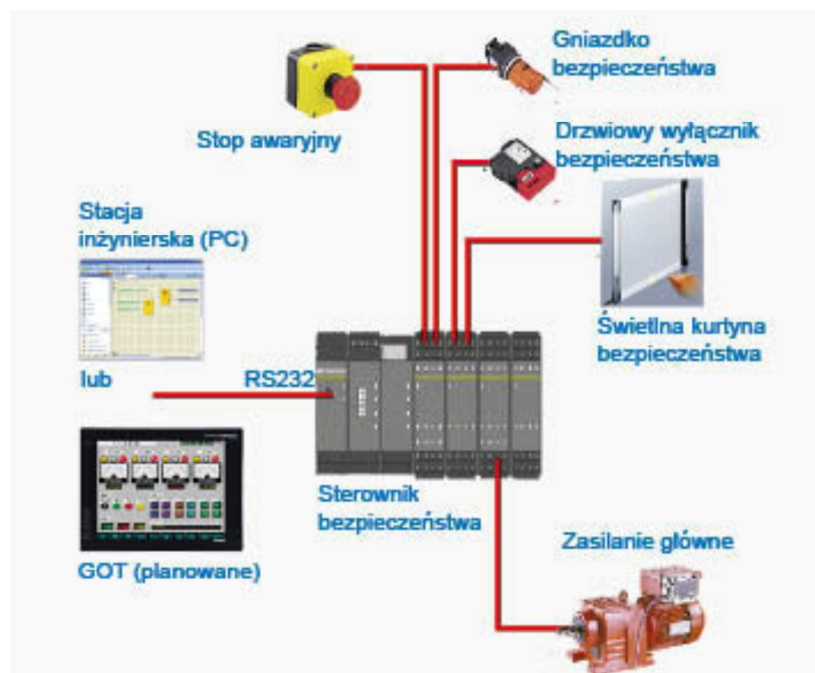 Gniazdko
bezpieczeństwa
Stop awaryjny
Drzwiowy wyłącznik
bezpieczeństwa
Stacja
inżynierska (PC)
Świetlna kurtyna
bezpieczeństwa
lub
RS232
Sterownik
bezpieczeństwa
Zasilanie główne
GOT (planowane)